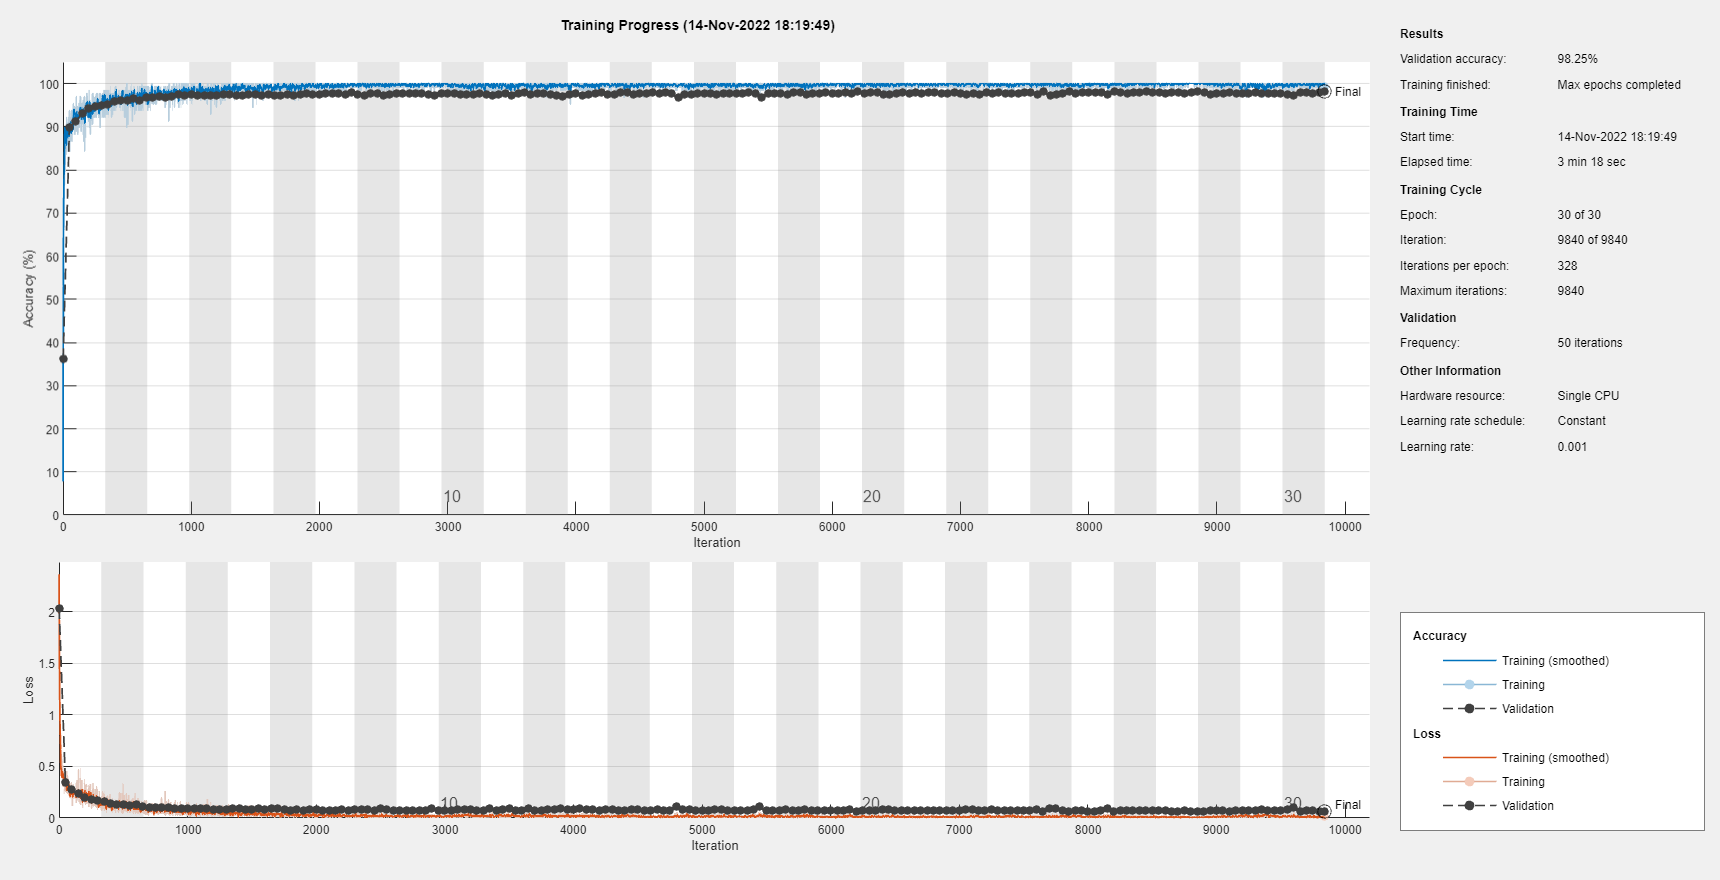 Training Progress (14-Nov-2022 18:19:49)
Accuracy (%)
100
90
80
70
60
50
40
30
20
10
0
Final
10
20
30
0 1000 2000 3000 4000 5000 6000 7000 8000 9000 10000
Iteration
Loss
2
1.5
1
0.5
0
10
20
30
Final
0 1000 2000 3000 4000 5000 6000 7000 8000 9000 10000
Iteration
Results
Validation accuracy: 98.25%
Training finished: Max epochs completed
Training Time
Start time: 14-Nov-2022 18:19:49
Elapsed time: 3 min 18 sec
Training Cycle
Epoch: 30 of 30
Iteration: 9840 of 9840
Iterations per epoch: 328
Maximum iterations: 9840
Validation
Frequency: 50 iterations
Other Information
Hardware resource: Single CPU
Learning rate schedule: Constant
Learning rate: 0.001
Accuracy
Training (smoothed)
Training
Validation
Loss
Training (smoothed)
Training
Validation